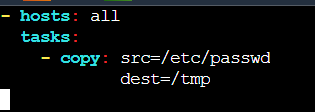 - hosts: all
  tasks:
    - copy: src=/etc/passwd
            dest=/tmp